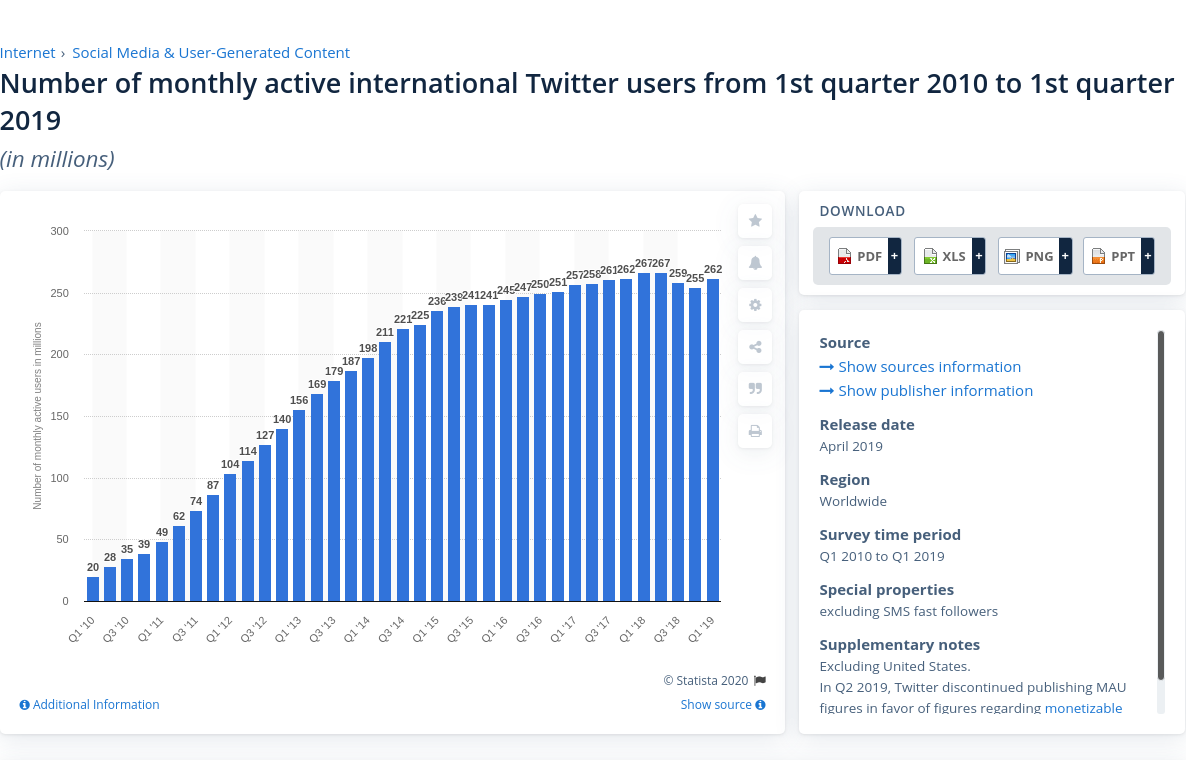 Internet › Social Media & User-Generated Content
Number of monthly active international Twitter users from 1st quarter 2010 to 1st quarter
2019
(in millions)
Number of monthly active users in millions
300
250
200
150
100
50
0
20 28 35 39 49 62 74 87 104 114 127 140 156 169 179 187 198 211 221 225 236 239 241 241 245 247 250 251 257 258 261 262 267 267 259 255 262
Q1 '10 Q3 '10 Q1 '11 Q3 '11 Q1 '12 Q3 '12 Q1 '13 Q3 '13 Q1 '14 Q3 '14 Q1 '15 Q3 '15 Q1 '16 Q3 '16 Q1 '17 Q3 '17 Q1 '18 Q3 '18 Q1 '19
© Statista 2020
Additional Information
Show source
DOWNLOAD
PDF + XLS + PNG + PPT +
Source
Show sources information
Show publisher information
Release date
April 2019
Region
Worldwide
Survey time period
Q1 2010 to Q1 2019
Special properties
excluding SMS fast followers
Supplementary notes
Excluding United States.
In Q2 2019, Twitter discontinued publishing MAU
figures in favor of figures regarding monetizable